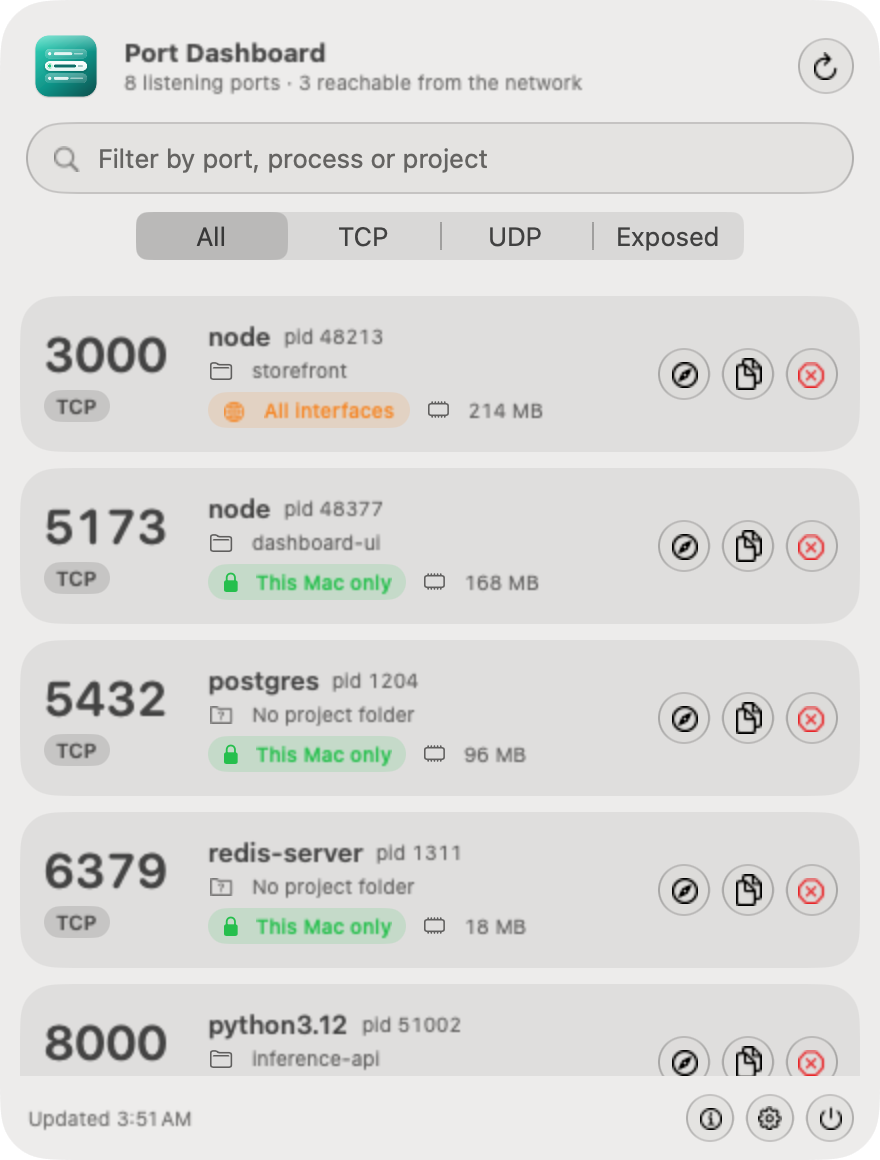 Port Dashboard
8 listening ports · 3 reachable from the network
Filter by port, process or project
All TCP UDP Exposed
3000 node pid 48213
storefront
TCP All interfaces 214 MB
5173 node pid 48377
dashboard-ui
TCP This Mac only 168 MB
5432 postgres pid 1204
No project folder
TCP This Mac only 96 MB
6379 redis-server pid 1311
No project folder
TCP This Mac only 18 MB
8000 python3.12 pid 51002
inference-api
Updated 3:51 AM